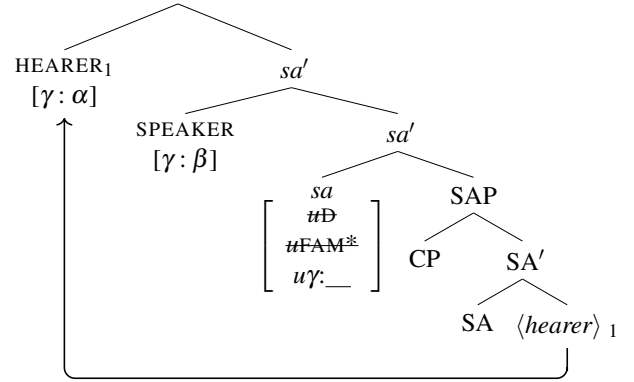 HEARER₁
[γ : α]
sa′
SPEAKER
[γ : β]
sa′
sa
uD
uFAM*
uγ:__
SAP
CP
SA′
SA
⟨hearer⟩ ₁